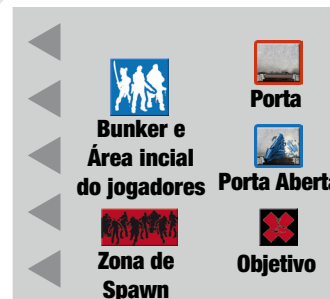 Bunker e
Área incial
do jogadores
Zona de
Spawn
Porta
Porta Aberta
Objetivo